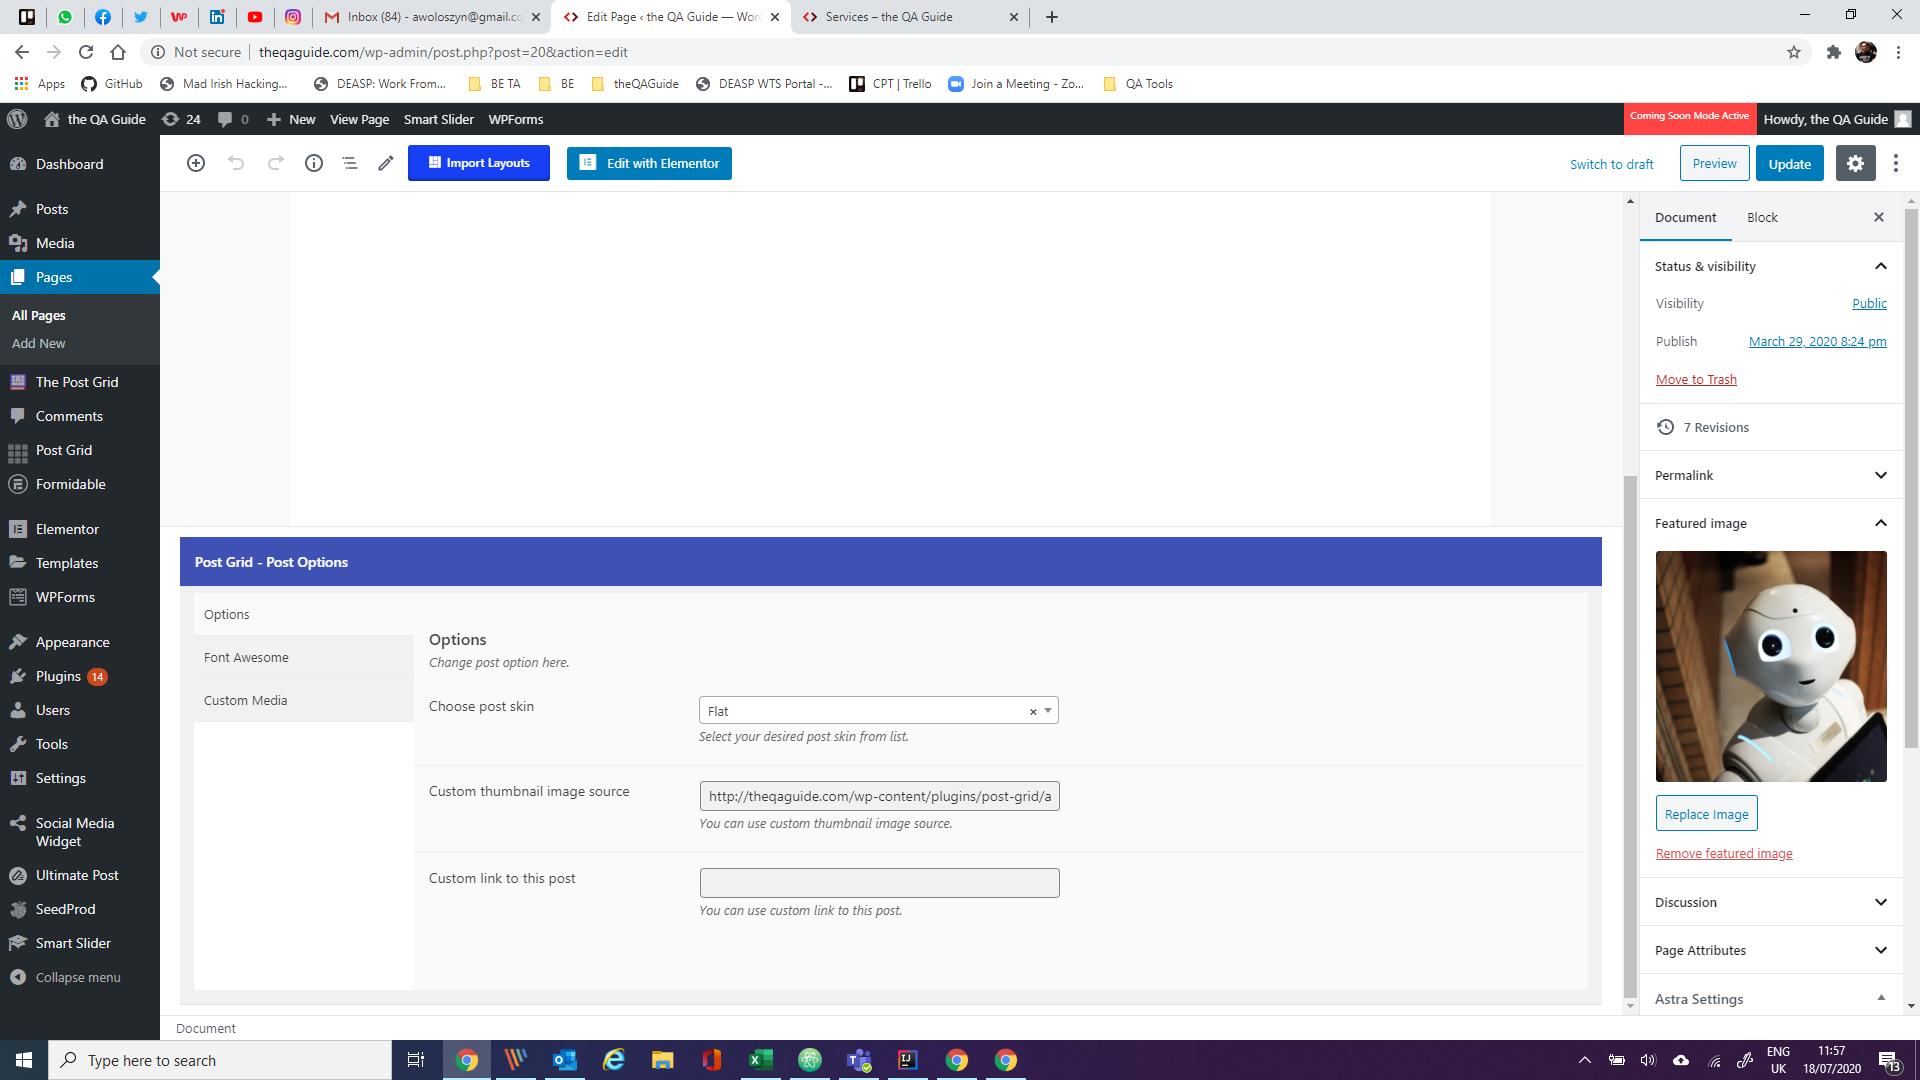 Inbox (84) - awoloszyn@gmail.co
Edit Page ‹ the QA Guide — Wor
Services – the QA Guide
Not secure
theqaguide.com/wp-admin/post.php?post=20&action=edit
Apps
GitHub
Mad Irish Hacking...
DEASP: Work From...
BE TA
BE
theQAGuide
DEASP WTS Portal -...
CPT | Trello
Join a Meeting - Zo...
QA Tools
the QA Guide
24
0
New
View Page
Smart Slider
WPForms
Coming Soon Mode Active
Howdy, the QA Guide
Dashboard
Posts
Media
Pages
All Pages
Add New
The Post Grid
Comments
Post Grid
Formidable
Elementor
Templates
WPForms
Appearance
Plugins 14
Users
Tools
Settings
Social Media
Widget
Ultimate Post
SeedProd
Smart Slider
Collapse menu
Import Layouts
Edit with Elementor
Switch to draft
Preview
Update
Post Grid - Post Options
Options
Font Awesome
Custom Media
Options
Change post option here.
Choose post skin
Flat
×
Select your desired post skin from list.
Custom thumbnail image source
http://theqaguide.com/wp-content/plugins/post-grid/a
You can use custom thumbnail image source.
Custom link to this post
You can use custom link to this post.
Document
Document
Block
Status & visibility
Visibility
Public
Publish
March 29, 2020 8:24 pm
Move to Trash
7 Revisions
Permalink
Featured image
Replace Image
Remove featured image
Discussion
Page Attributes
Astra Settings
Type here to search
ENG
UK
11:57
18/07/2020
13